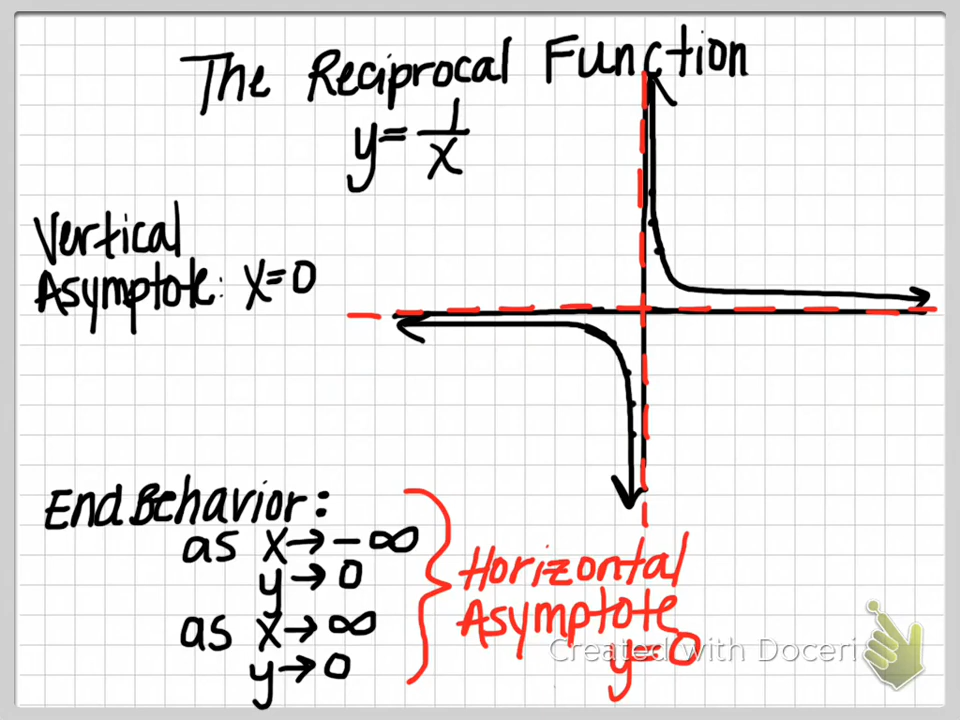 The Reciprocal Function
y = 1/x
Vertical
Asymptote: x=0
End Behavior:
as x→-∞
y→0
as x→∞
y→0
Horizontal
Asymptote
y=0
Created with Doceri